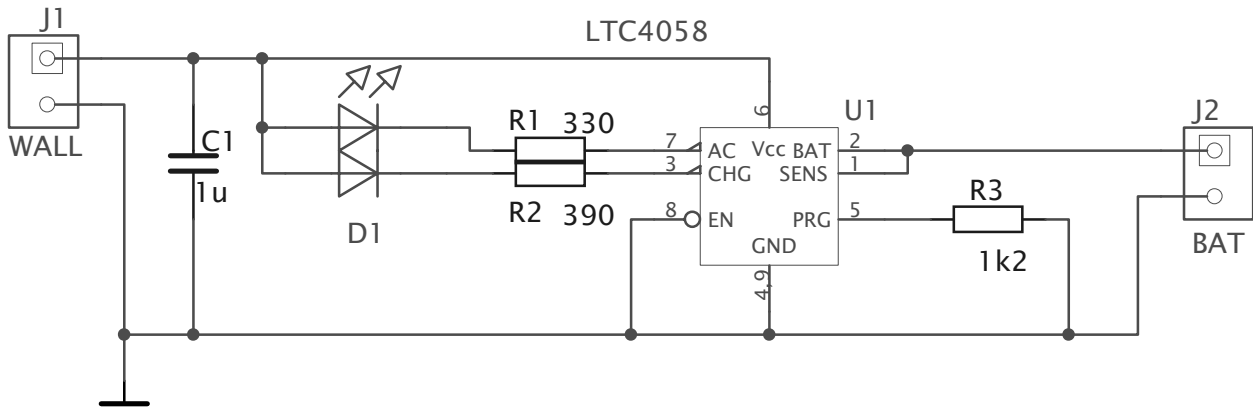 J1
LTC4058
WALL
C1
1u
D1
R1 330
R2 390
U1
6
7
3
8
AC
CHG
EN
Vcc
BAT
SENS
PRG
GND
2
1
5
4,9
R3
1k2
J2
BAT